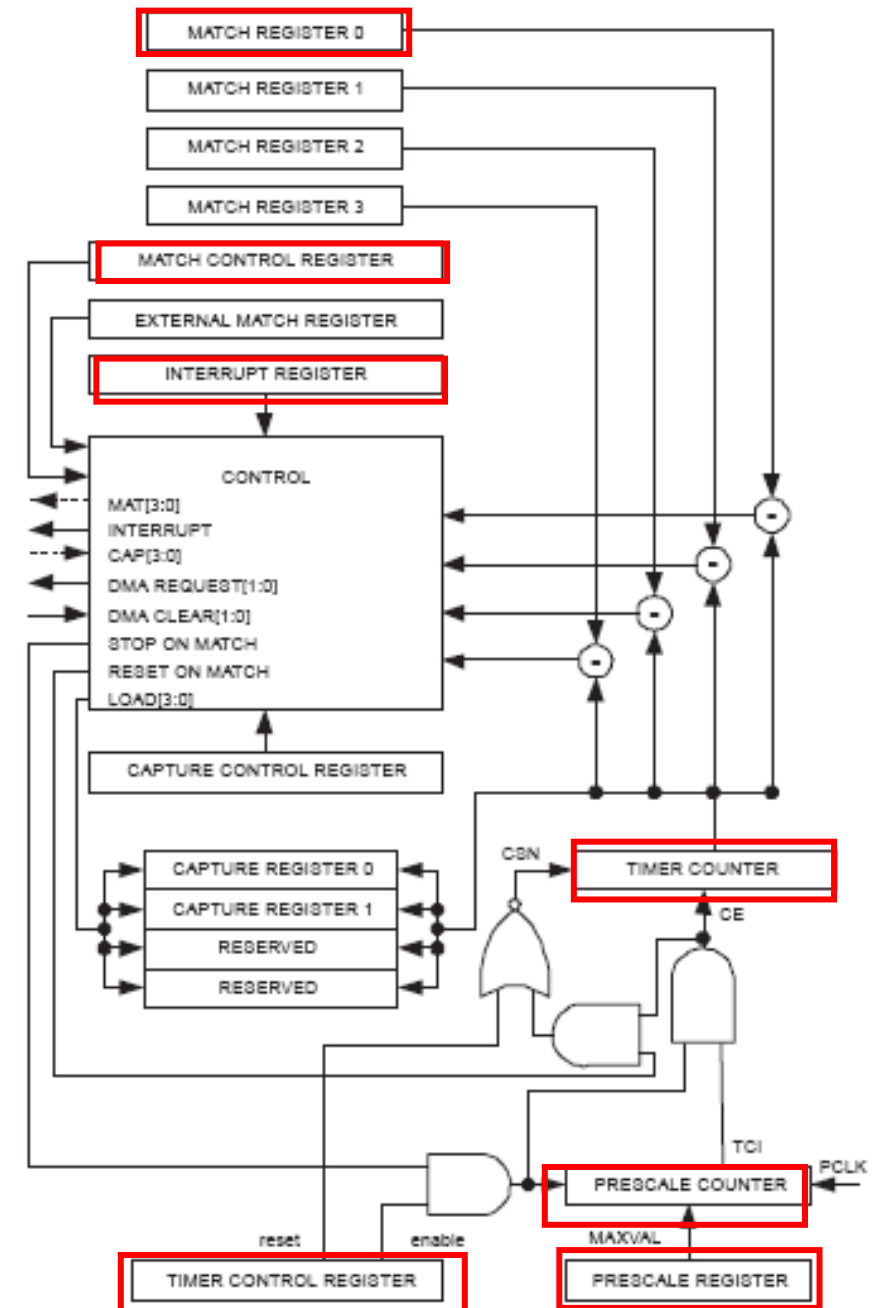 MATCH REGISTER 0
MATCH REGISTER 1
MATCH REGISTER 2
MATCH REGISTER 3
MATCH CONTROL REGISTER
EXTERNAL MATCH REGISTER
INTERRUPT REGISTER
CONTROL
MAT[3:0]
INTERRUPT
CAP[3:0]
DMA REQUEST[1:0]
DMA CLEAR[1:0]
STOP ON MATCH
RESET ON MATCH
LOAD[3:0]
-
-
-
-
CAPTURE CONTROL REGISTER
CSN
TIMER COUNTER
CAPTURE REGISTER 0
CAPTURE REGISTER 1
RESERVED
RESERVED
CE
TCI
PCLK
PRESCALE COUNTER
reset
enable
MAXVAL
TIMER CONTROL REGISTER
PRESCALE REGISTER